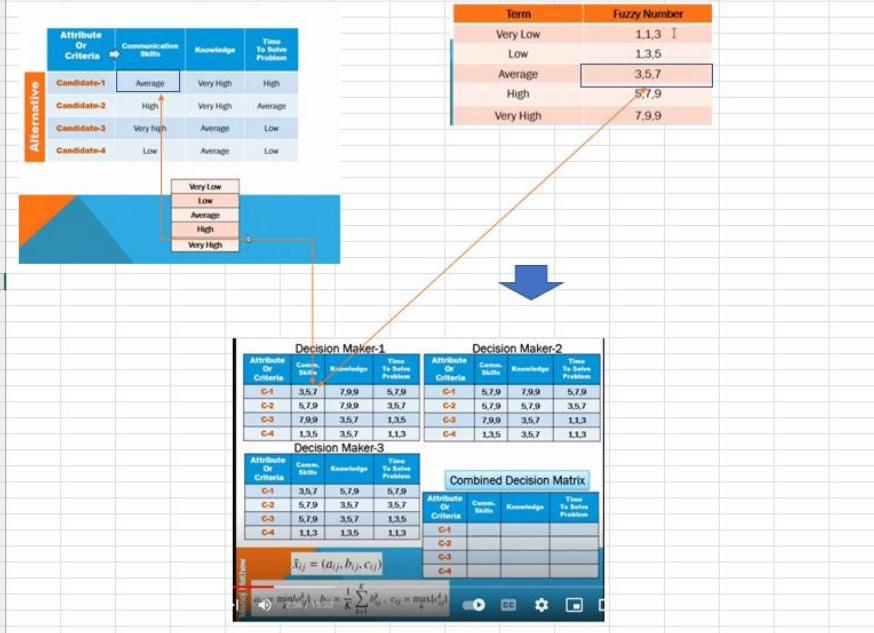 Attribute Or Criteria Communication Skills Knowledge Time To Solve Problem
Alternative
Candidate-1 Average Very High High
Candidate-2 High Very High Average
Candidate-3 Very high Average Low
Candidate-4 Low Average Low
Very Low
Low
Average
High
Very High
Term Fuzzy Number
Very Low 1,1,3
Low 1,3,5
Average 3,5,7
High 5,7,9
Very High 7,9,9
Decision Maker-1
Attribute Or Criteria Comm. Skills Knowledge Time To Solve Problem
C-1 3,5,7 7,9,9 5,7,9
C-2 5,7,9 7,9,9 3,5,7
C-3 7,9,9 3,5,7 1,3,5
C-4 1,3,5 3,5,7 1,1,3
Decision Maker-2
Attribute Or Criteria Comm. Skills Knowledge Time To Solve Problem
C-1 5,7,9 7,9,9 5,7,9
C-2 5,7,9 5,7,9 3,5,7
C-3 7,9,9 3,5,7 1,1,3
C-4 1,3,5 3,5,7 1,1,3
Decision Maker-3
Attribute Or Criteria Comm. Skills Knowledge Time To Solve Problem
C-1 3,5,7 5,7,9 5,7,9
C-2 5,7,9 3,5,7 3,5,7
C-3 5,7,9 3,5,7 1,3,5
C-4 1,1,3 1,3,5 1,1,3
Combined Decision Matrix
Attribute Or Criteria Comm. Skills Knowledge Time To Solve Problem
C-1
C-2
C-3
C-4
x̃ij = (aij, bij, cij)
cij = max{cᵏij}
2:56 / 15:30
CC